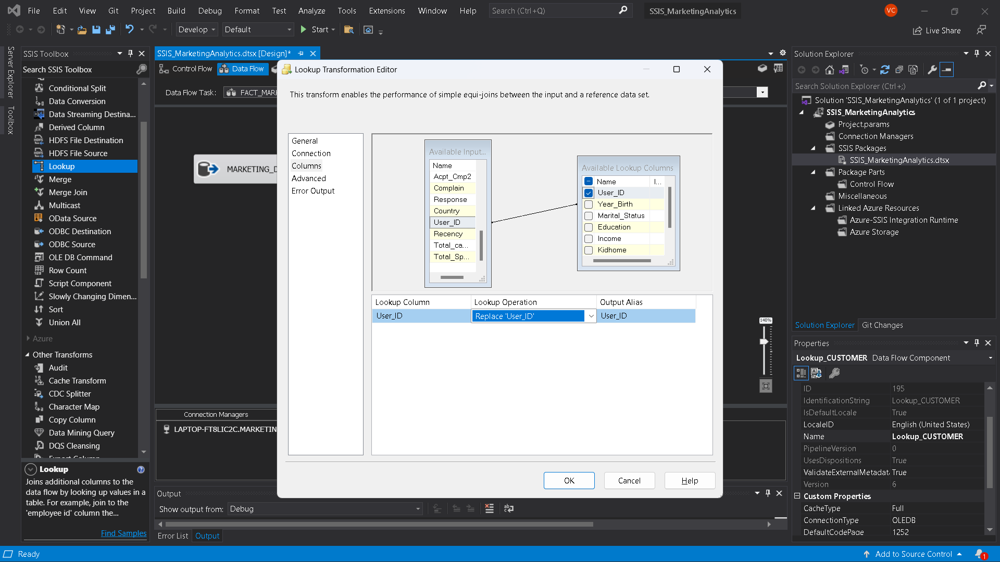 File Edit View Git Project Build Debug Format Test Analyze Tools Extensions Window Help Search (Ctrl+Q) SSIS_MarketingAnalytics VC
Develop Default Start Live Share
Server Explorer
Toolbox
SSIS Toolbox
Search SSIS Toolbox
Conditional Split
Data Conversion
Data Streaming Destina...
Derived Column
HDFS File Destination
HDFS File Source
Lookup
Merge
Merge Join
Multicast
OData Source
ODBC Destination
ODBC Source
OLE DB Command
Row Count
Script Component
Slowly Changing Dimen...
Sort
Union All
Azure
Other Transforms
Audit
Cache Transform
CDC Splitter
Character Map
Copy Column
Data Mining Query
DQS Cleansing
Export Column
Lookup
Joins additional columns to the
data flow by looking up values in a
table. For example, join to the
'employee id' column the...
Find Samples
SSIS_MarketingAnalytics.dtsx [Design]*
Control Flow Data Flow
Data Flow Task: FACT_MARK
MARKETING_D
140%
Connection Managers
LAPTOP-FT8LIC2C.MARKETIN
Lookup Transformation Editor
This transform enables the performance of simple equi-joins between the input and a reference data set.
General
Connection
Columns
Advanced
Error Output
Available Input...
Name
Acpt_Cmp2
Complain
Response
Country
User_ID
Recency
Total_ca...
Total_Sp...
Available Lookup Columns
Name I...
User_ID
Year_Birth
Marital_Status
Education
Income
Kidhome
Lookup Column Lookup Operation Output Alias
User_ID Replace 'User_ID' User_ID
OK Cancel Help
Output
Show output from: Debug
Error List Output
Solution Explorer
Search Solution Explorer (Ctrl+;)
Solution 'SSIS_MarketingAnalytics' (1 of 1 project)
SSIS_MarketingAnalytics
Project.params
Connection Managers
SSIS Packages
SSIS_MarketingAnalytics.dtsx
Package Parts
Control Flow
Miscellaneous
Linked Azure Resources
Azure-SSIS Integration Runtime
Azure Storage
Solution Explorer Git Changes
Properties
Lookup_CUSTOMER Data Flow Component
ID 195
IdentificationString Lookup_CUSTOMER
IsDefaultLocale True
LocaleID English (United States)
Name Lookup_CUSTOMER
PipelineVersion 0
UsesDispositions True
ValidateExternalMetadat True
Version 6
Custom Properties
CacheType Full
ConnectionType OLEDB
DefaultCodePage 1252
Ready Add to Source Control 1